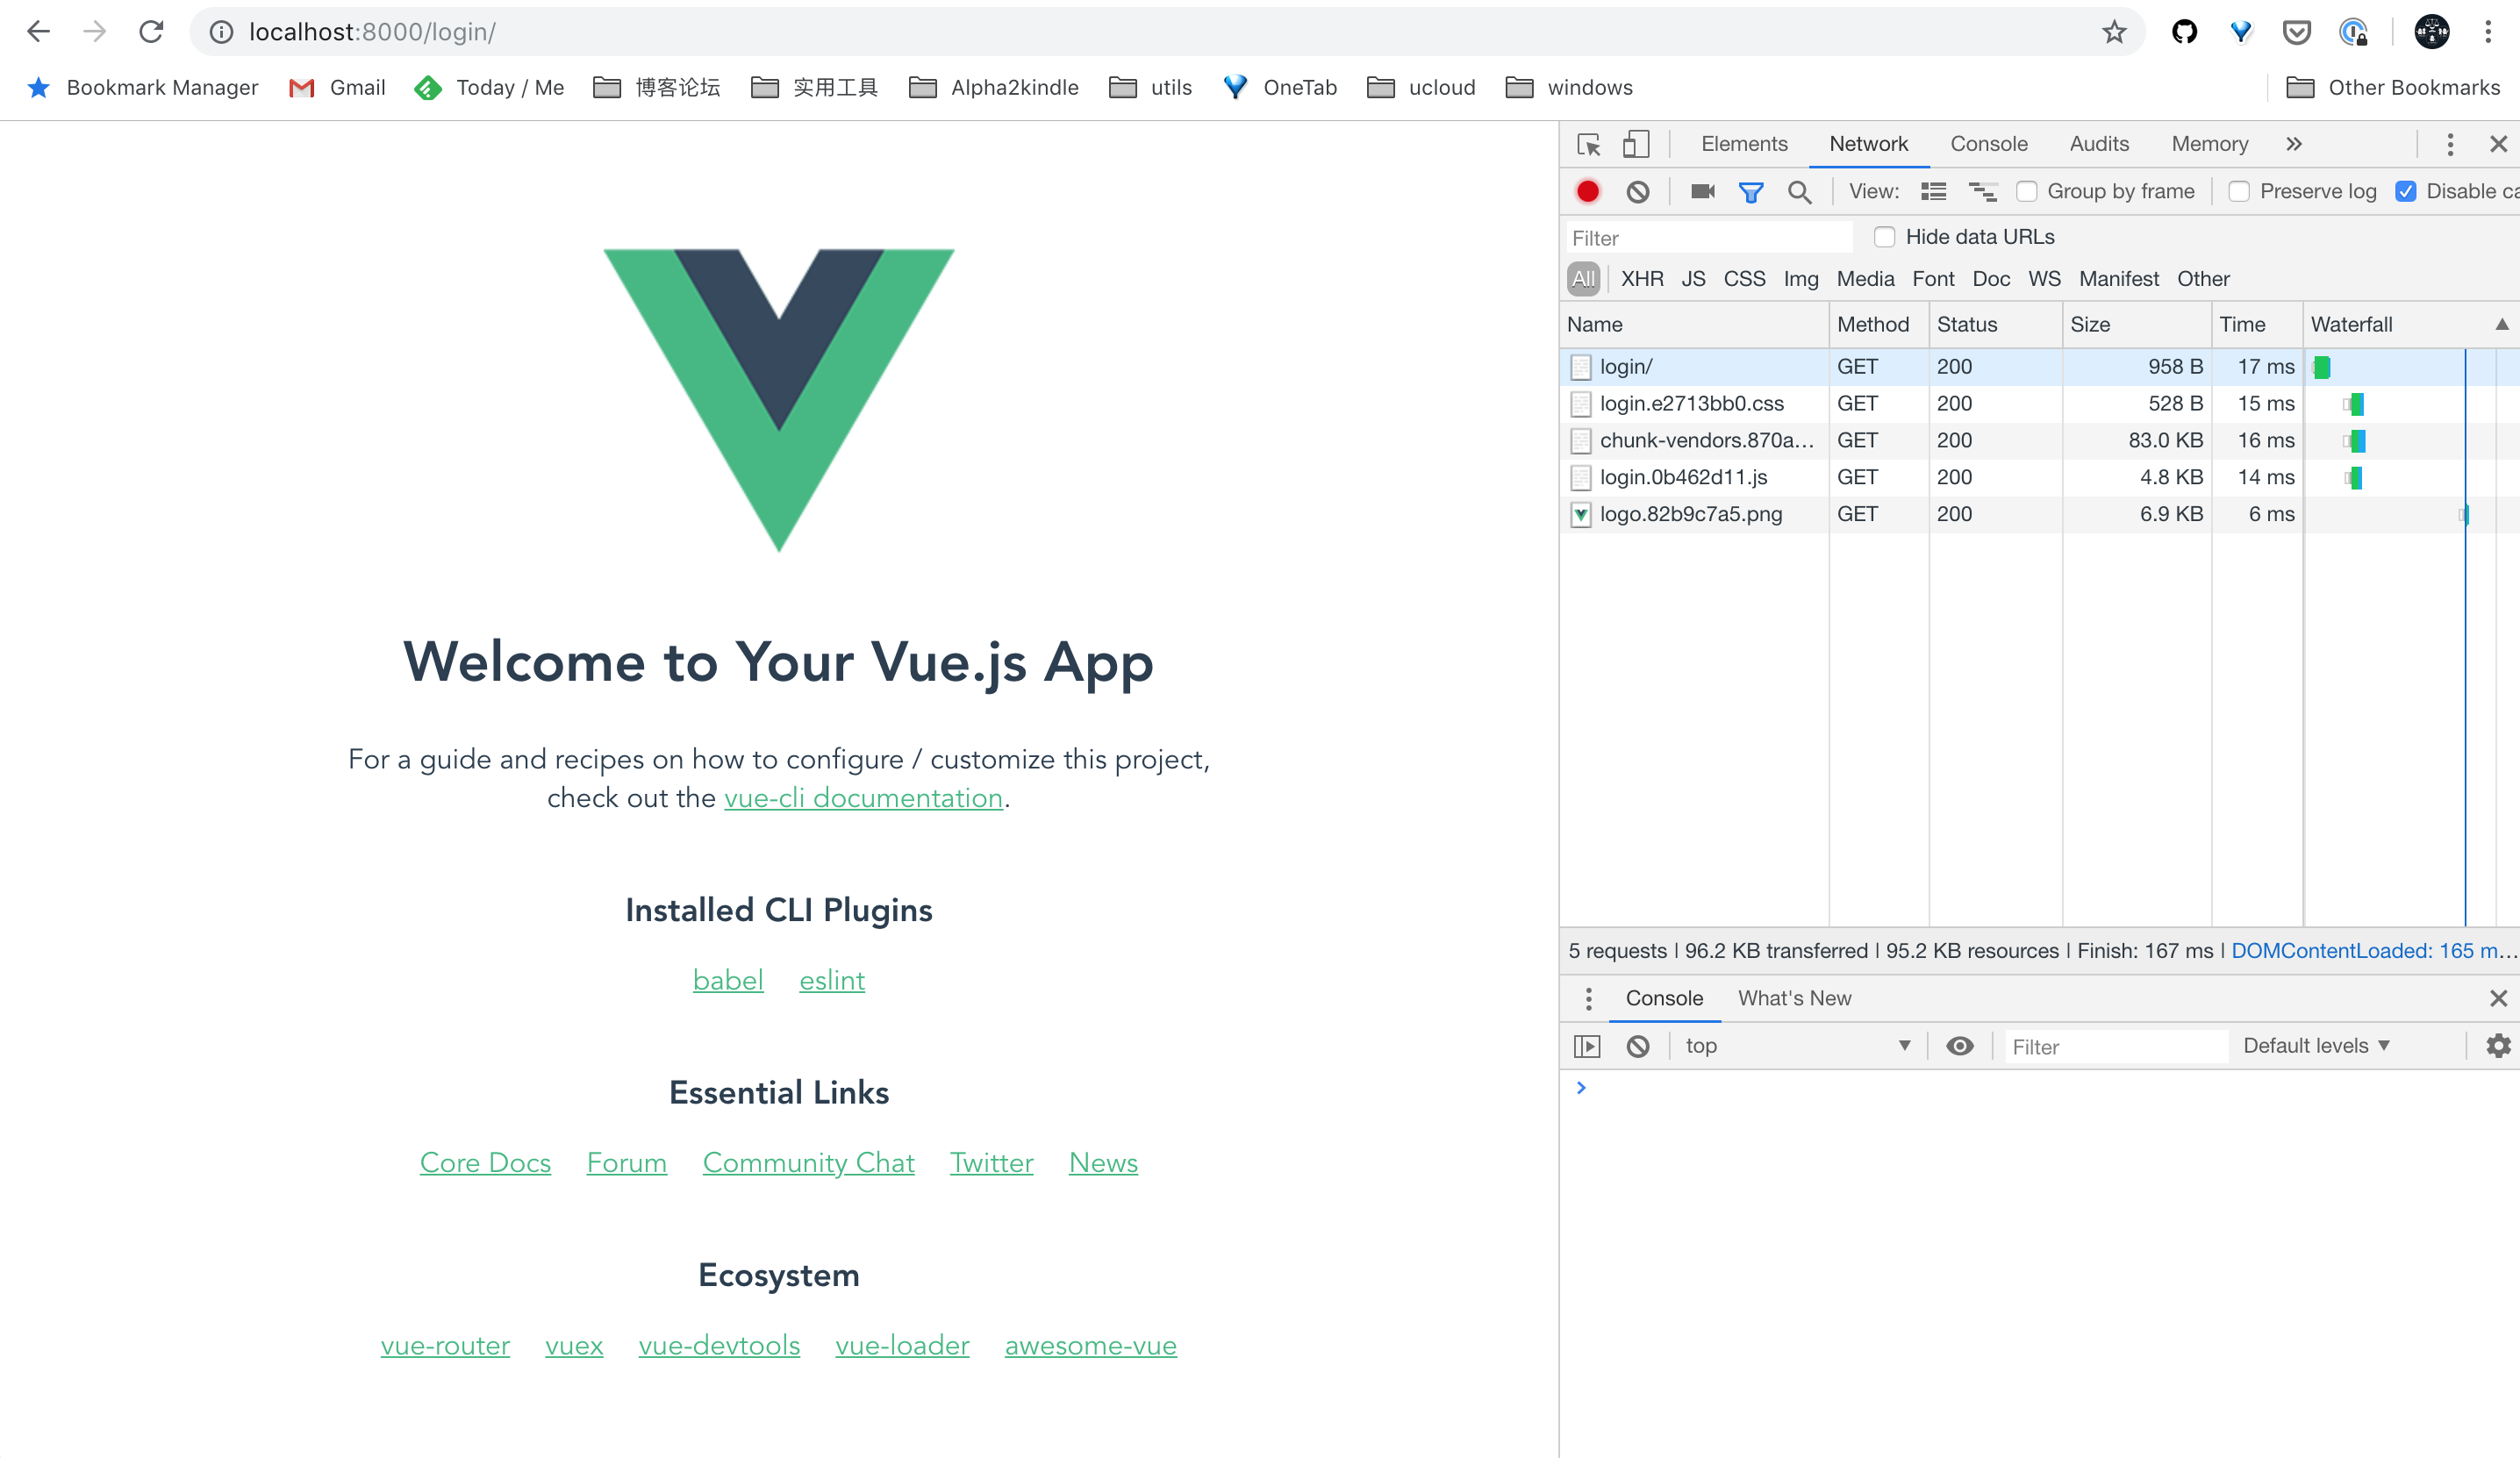 localhost:8000/login/
Bookmark Manager Gmail Today / Me 博客论坛 实用工具 Alpha2kindle utils OneTab ucloud windows Other Bookmarks
Welcome to Your Vue.js App
For a guide and recipes on how to configure / customize this project,
check out the vue-cli documentation.
Installed CLI Plugins
babel eslint
Essential Links
Core Docs Forum Community Chat Twitter News
Ecosystem
vue-router vuex vue-devtools vue-loader awesome-vue
Elements Network Console Audits Memory
View: Group by frame Preserve log Disable ca
Filter Hide data URLs
All XHR JS CSS Img Media Font Doc WS Manifest Other
Name Method Status Size Time Waterfall
login/ GET 200 958 B 17 ms
login.e2713bb0.css GET 200 528 B 15 ms
chunk-vendors.870a... GET 200 83.0 KB 16 ms
login.0b462d11.js GET 200 4.8 KB 14 ms
logo.82b9c7a5.png GET 200 6.9 KB 6 ms
5 requests | 96.2 KB transferred | 95.2 KB resources | Finish: 167 ms | DOMContentLoaded: 165 m...
Console What's New
top Filter Default levels